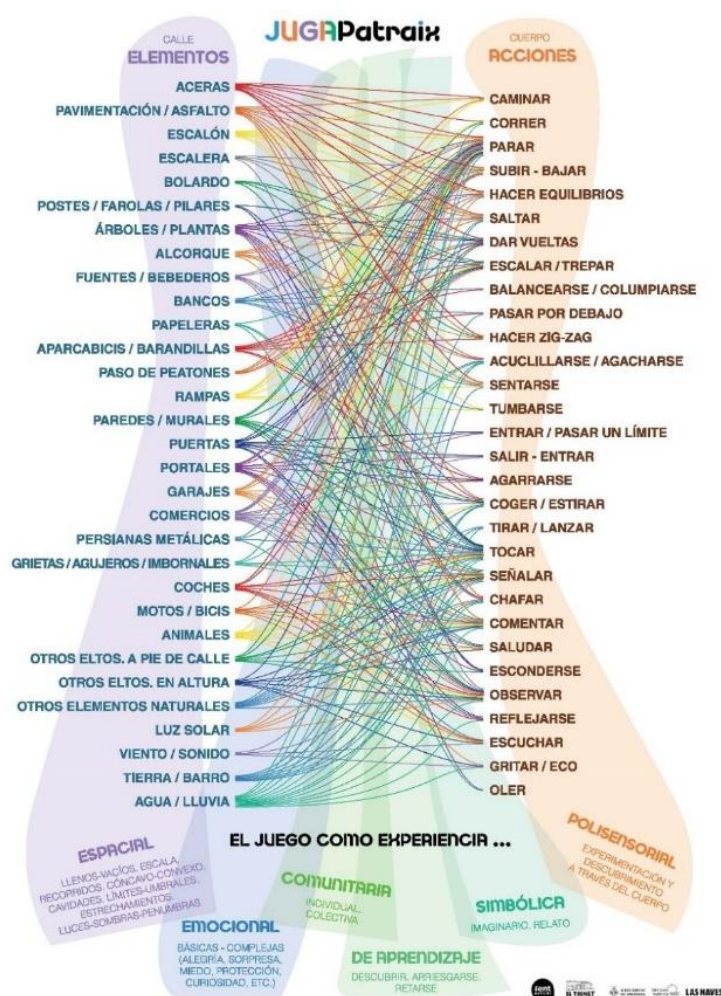 JUGAPatraix
CALLE
ELEMENTOS
ACERAS
PAVIMENTACIÓN / ASFALTO
ESCALÓN
ESCALERA
BOLARDO
POSTES / FAROLAS / PILARES
ÁRBOLES / PLANTAS
ALCORQUE
FUENTES / BEBEDEROS
BANCOS
PAPELERAS
APARCABICIS / BARANDILLAS
PASO DE PEATONES
RAMPAS
PAREDES / MURALES
PUERTAS
PORTALES
GARAJES
COMERCIOS
PERSIANAS METÁLICAS
GRIETAS / AGUJEROS / IMBORNALES
COCHES
MOTOS / BICIS
ANIMALES
OTROS ELTOS. A PIE DE CALLE
OTROS ELTOS. EN ALTURA
OTROS ELEMENTOS NATURALES
LUZ SOLAR
VIENTO / SONIDO
TIERRA / BARRO
AGUA / LLUVIA
CUERPO
ACCIONES
CAMINAR
CORRER
PARAR
SUBIR - BAJAR
HACER EQUILIBRIOS
SALTAR
DAR VUELTAS
ESCALAR / TREPAR
BALANCEARSE / COLUMPIARSE
PASAR POR DEBAJO
HACER ZIG-ZAG
ACUCLILLARSE / AGACHARSE
SENTARSE
TUMBARSE
ENTRAR / PASAR UN LÍMITE
SALIR - ENTRAR
AGARRARSE
COGER / ESTIRAR
TIRAR / LANZAR
TOCAR
SEÑALAR
CHAFAR
COMENTAR
SALUDAR
ESCONDERSE
OBSERVAR
REFLEJARSE
ESCUCHAR
GRITAR / ECO
OLER
EL JUEGO COMO EXPERIENCIA ...
ESPACIAL
LLENOS-VACÍOS, ESCALA,
RECORRIDOS, CÓNCAVO-CONVEXO,
CAVIDADES, LÍMITES-UMBRALES,
ESTRECHAMIENTOS
LUCES-SOMBRAS-PENUMBRAS
EMOCIONAL
BÁSICAS - COMPLEJAS
(ALEGRÍA, SORPRESA,
MIEDO, PROTECCIÓN,
CURIOSIDAD, ETC.)
COMUNITARIA
INDIVIDUAL,
COLECTIVA
DE APRENDIZAJE
DESCUBRIR, ARRIESGARSE,
RETARSE
SIMBÓLICA
IMAGINARIO, RELATO
POLISENSORIAL
EXPERIMENTACIÓN Y
DESCUBRIMIENTO
A TRAVÉS DEL CUERPO
EL TRENET
LAS NAVES